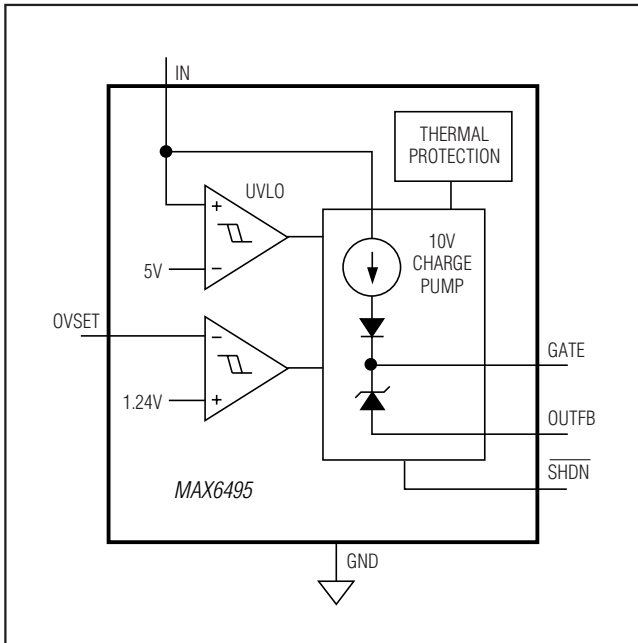 IN
THERMAL
PROTECTION
UVLO
+
10V
CHARGE
PUMP
5V
−
OVSET
−
GATE
1.24V
+
OUTFB
SHDN
MAX6495
GND